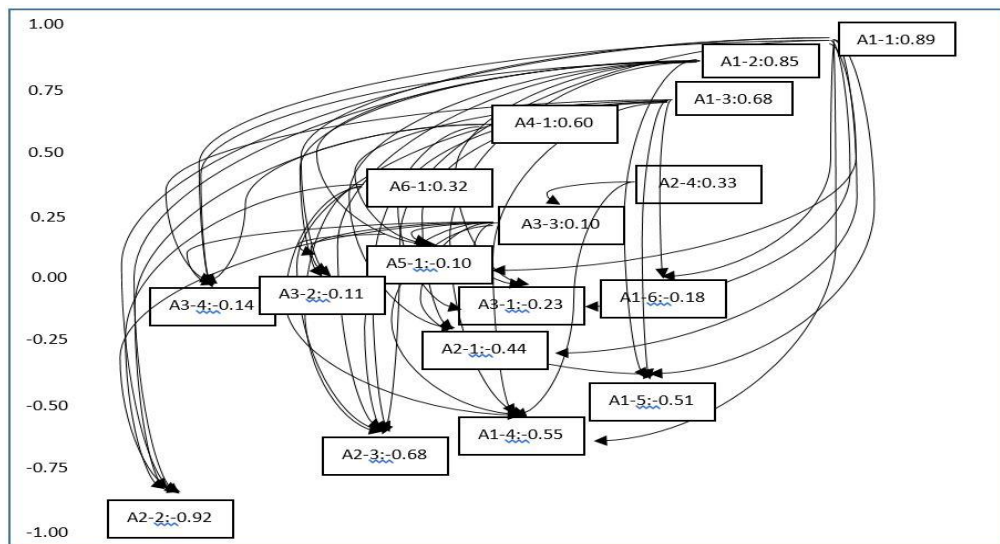 1.00
A1-1:0.89
A1-2:0.85
0.75
A1-3:0.68
A4-1:0.60
0.50
A6-1:0.32
A2-4:0.33
0.25
A3-3:0.10
A5-1:-0.10
0.00
A3-4:-0.14
A3-2:-0.11
A3-1:-0.23
A1-6:-0.18
-0.25
A2-1:-0.44
-0.50
A1-5:-0.51
A1-4:-0.55
A2-3:-0.68
-0.75
A2-2:-0.92
-1.00